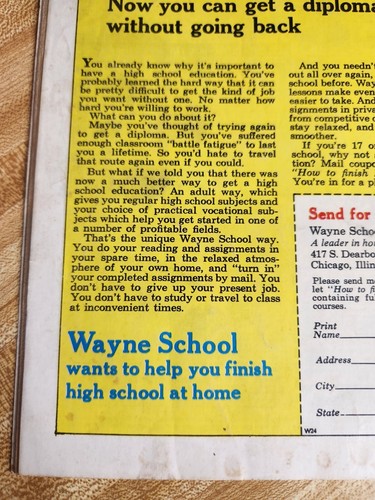 Now you can get a diploma
without going back
You already know why it's important to
have a high school education. You've
probably learned the hard way that it can
be pretty difficult to get the kind of job
you want without one. No matter how
hard you're willing to work.
What can you do about it?
Maybe you've thought of trying again
to get a diploma. But you've suffered
enough classroom "battle fatigue" to last
you a lifetime. So you'd hate to travel
that route again even if you could.
But what if we told you that there was
now a much better way to get a high
school education? An adult way, which
gives you regular high school subjects and
your choice of practical vocational sub-
jects which help you get started in one of
a number of profitable fields.
That's the unique Wayne School way.
You do your reading and assignments in
your spare time, in the relaxed atmos-
phere of your own home, and "turn in"
your completed assignments by mail. You
don't have to give up your present job.
You don't have to study or travel to class
at inconvenient times.
Wayne School
wants to help you finish
high school at home
And you needn't
out all over again,
school before. Way
lessons make even
easier to take. And
signments in priva
from competitive c
stay relaxed, and
smoother.
If you're 17 o
school, why not
tion? Mail coupo
"How to finish
You're in for a pl
Send for
Wayne Schoo
A leader in ho
417 S. Dearbo
Chicago, Illin
Please send m
let "How to fi
containing ful
courses.
Print
Name
Address
City
State
W24